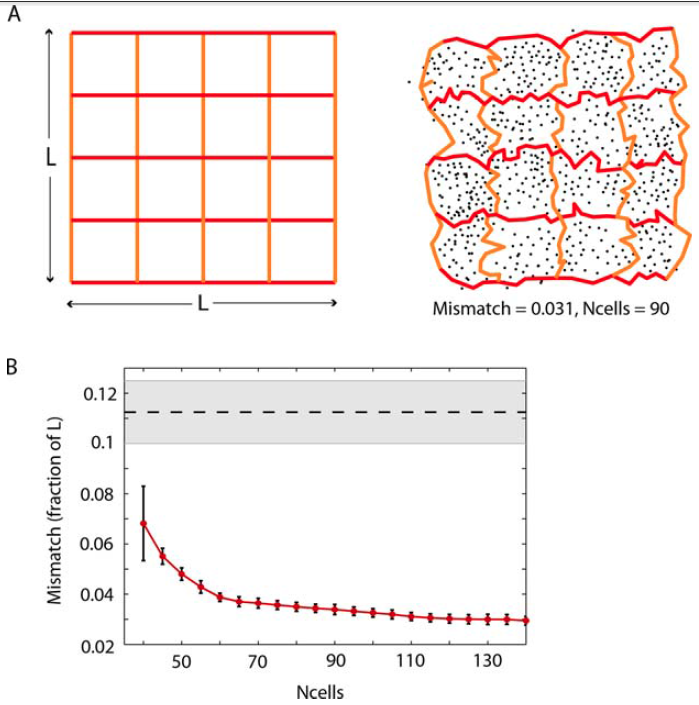 A
L
L
Mismatch = 0.031, Ncells = 90
B
Mismatch (fraction of L)
0.12
0.1
0.08
0.06
0.04
0.02
50 70 90 110 130
Ncells